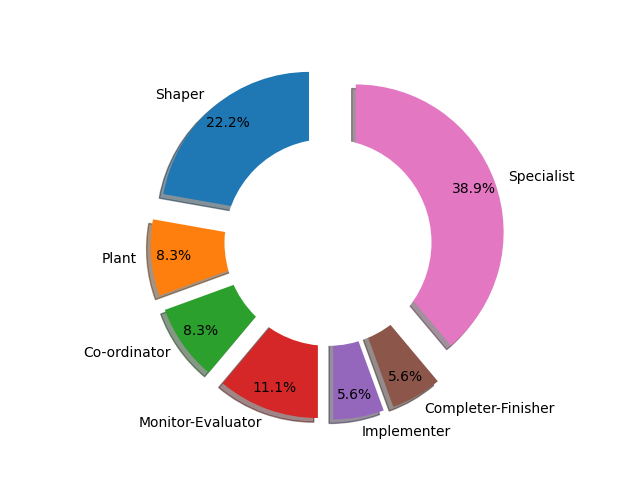 Shaper
22.2%
Specialist
38.9%
Plant
8.3%
Co-ordinator
8.3%
Monitor-Evaluator
11.1%
Implementer
5.6%
Completer-Finisher
5.6%